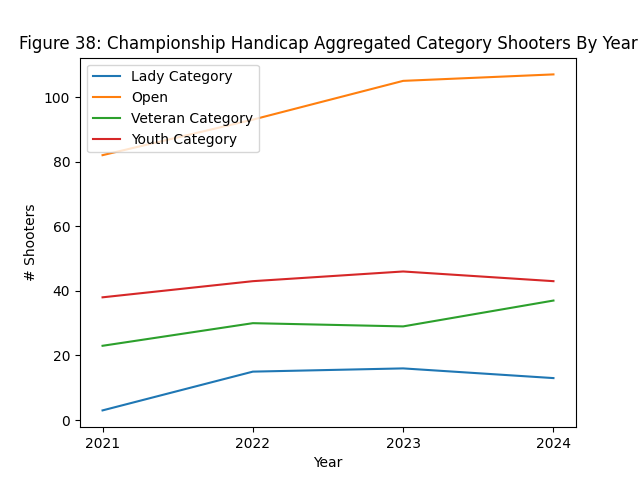 Figure 38: Championship Handicap Aggregated Category Shooters By Year
Lady Category
Open
Veteran Category
Youth Category
100
80
60
40
20
0
# Shooters
2021 2022 2023 2024
Year